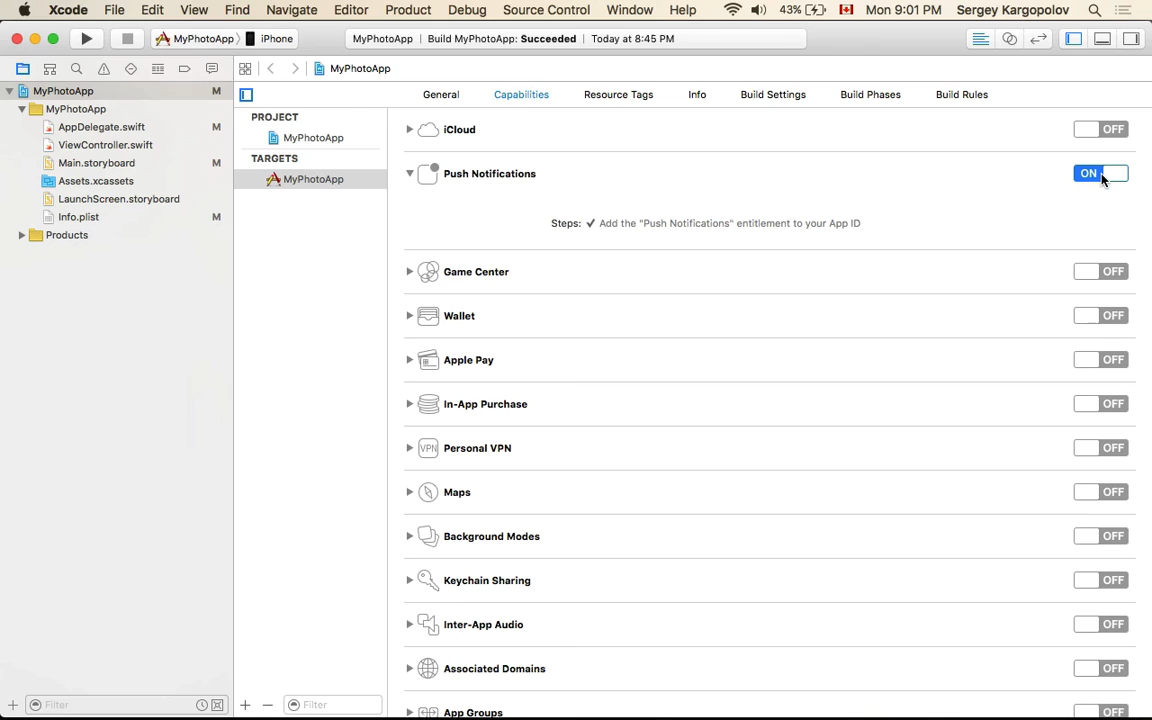 Xcode File Edit View Find Navigate Editor Product Debug Source Control Window Help 43% Mon 9:01 PM Sergey Kargopolov
MyPhotoApp iPhone MyPhotoApp Build MyPhotoApp: Succeeded Today at 8:45 PM
MyPhotoApp
MyPhotoApp M
MyPhotoApp
AppDelegate.swift M
ViewController.swift
Main.storyboard M
Assets.xcassets
LaunchScreen.storyboard
Info.plist M
Products
Filter
General Capabilities Resource Tags Info Build Settings Build Phases Build Rules
PROJECT
MyPhotoApp
TARGETS
MyPhotoApp
Filter
iCloud OFF
Push Notifications ON
Steps: ✓ Add the "Push Notifications" entitlement to your App ID
Game Center OFF
Wallet OFF
Apple Pay OFF
In-App Purchase OFF
VPN Personal VPN OFF
Maps OFF
Background Modes OFF
Keychain Sharing OFF
Inter-App Audio OFF
Associated Domains OFF
App Groups OFF